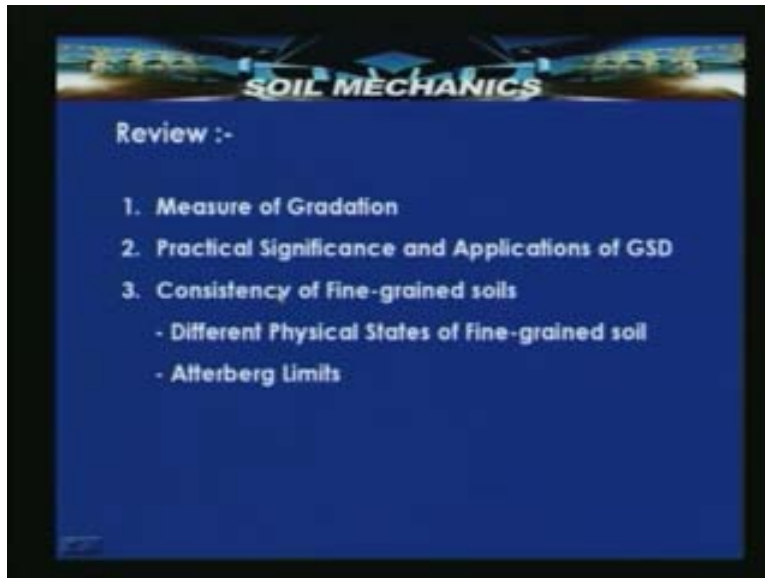 SOIL MECHANICS
Review :-
1. Measure of Gradation
2. Practical Significance and Applications of GSD
3. Consistency of Fine-grained soils
- Different Physical States of Fine-grained soil
- Atterberg Limits